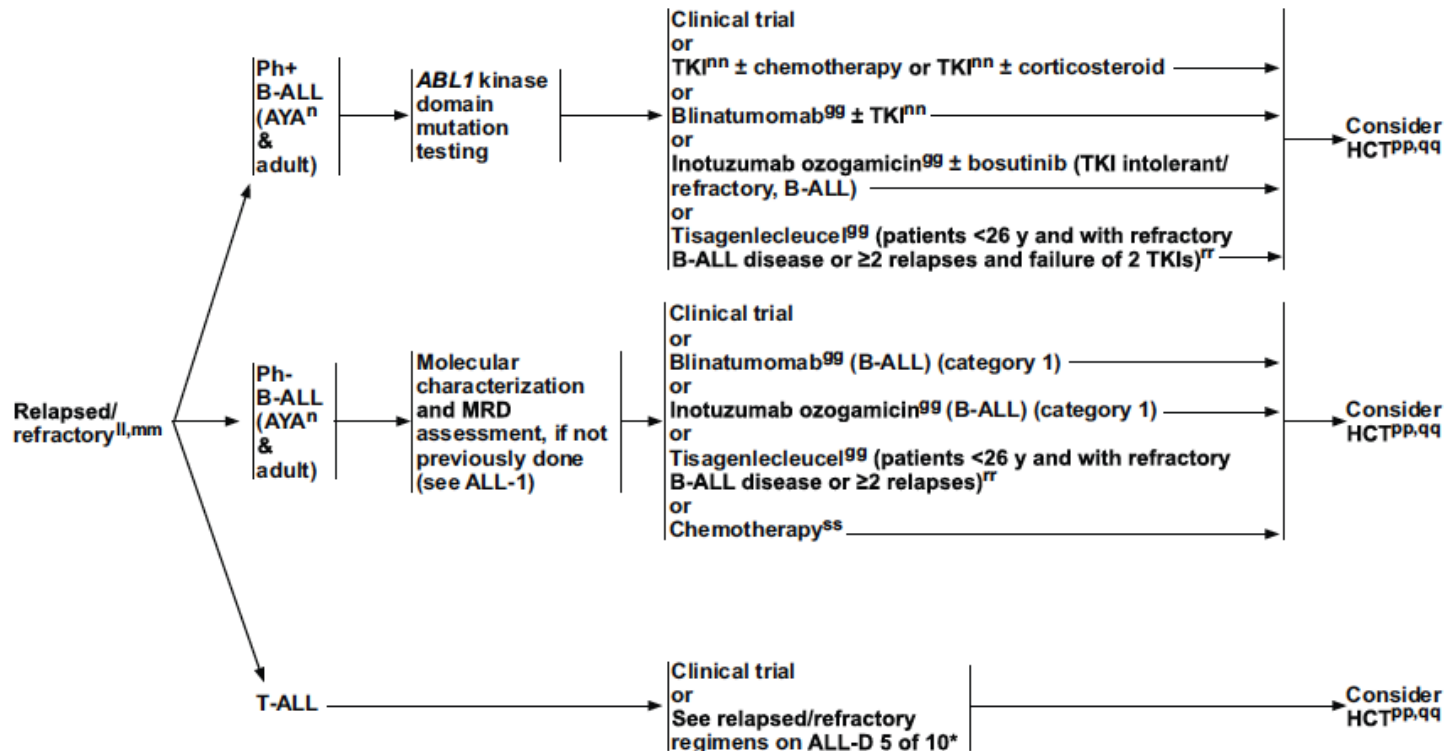 Relapsed/
refractoryll,mm
Ph+
B-ALL
(AYAn
&
adult)
ABL1 kinase
domain
mutation
testing
Clinical trial
or
TKInn ± chemotherapy or TKInn ± corticosteroid
or
Blinatumomabgg ± TKInn
or
Inotuzumab ozogamicingg ± bosutinib (TKI intolerant/
refractory, B-ALL)
or
Tisagenlecleucelgg (patients <26 y and with refractory
B-ALL disease or ≥2 relapses and failure of 2 TKIs)rr
Consider
HCTpp,qq
Ph-
B-ALL
(AYAn
&
adult)
Molecular
characterization
and MRD
assessment, if not
previously done
(see ALL-1)
Clinical trial
or
Blinatumomabgg (B-ALL) (category 1)
or
Inotuzumab ozogamicingg (B-ALL) (category 1)
or
Tisagenlecleucelgg (patients <26 y and with refractory
B-ALL disease or ≥2 relapses)rr
or
Chemotherapyss
Consider
HCTpp,qq
T-ALL
Clinical trial
or
See relapsed/refractory
regimens on ALL-D 5 of 10*
Consider
HCTpp,qq